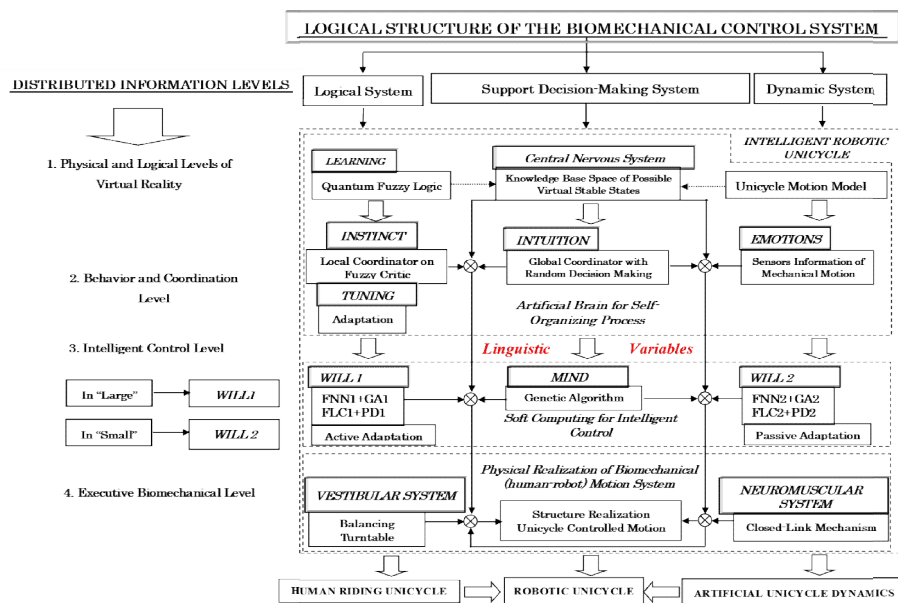 LOGICAL STRUCTURE OF THE BIOMECHANICAL CONTROL SYSTEM
DISTRIBUTED INFORMATION LEVELS
Logical System
Support Decision-Making System
Dynamic System
INTELLIGENT ROBOTIC
UNICYCLE
1. Physical and Logical Levels of
Virtual Reality
LEARNING
Quantum Fuzzy Logic
Central Nervous System
Knowledge Base Space of Possible
Virtual Stable States
Unicycle Motion Model
INSTINCT
Local Coordinator on
Fuzzy Critic
INTUITION
Global Coordinator with
Random Decision Making
EMOTIONS
Sensors Information of
Mechanical Motion
2. Behavior and Coordination
Level
TUNING
Adaptation
Artificial Brain for Self-
Organizing Process
3. Intelligent Control Level
Linguistic
Variables
In "Large"
WILL1
In "Small"
WILL 2
WILL 1
FNN1+GA1
FLC1+PD1
Active Adaptation
MIND
Genetic Algorithm
Soft Computing for Intelligent
Control
WILL 2
FNN2+GA2
FLC2+PD2
Passive Adaptation
4. Executive Biomechanical Level
Physical Realization of Biomechanical
(human-robot) Motion System
VESTIBULAR SYSTEM
Balancing
Turntable
Structure Realization
Unicycle Controlled Motion
NEUROMUSCULAR
SYSTEM
Closed-Link Mechanism
HUMAN RIDING UNICYCLE
ROBOTIC UNICYCLE
ARTIFICIAL UNICYCLE DYNAMICS